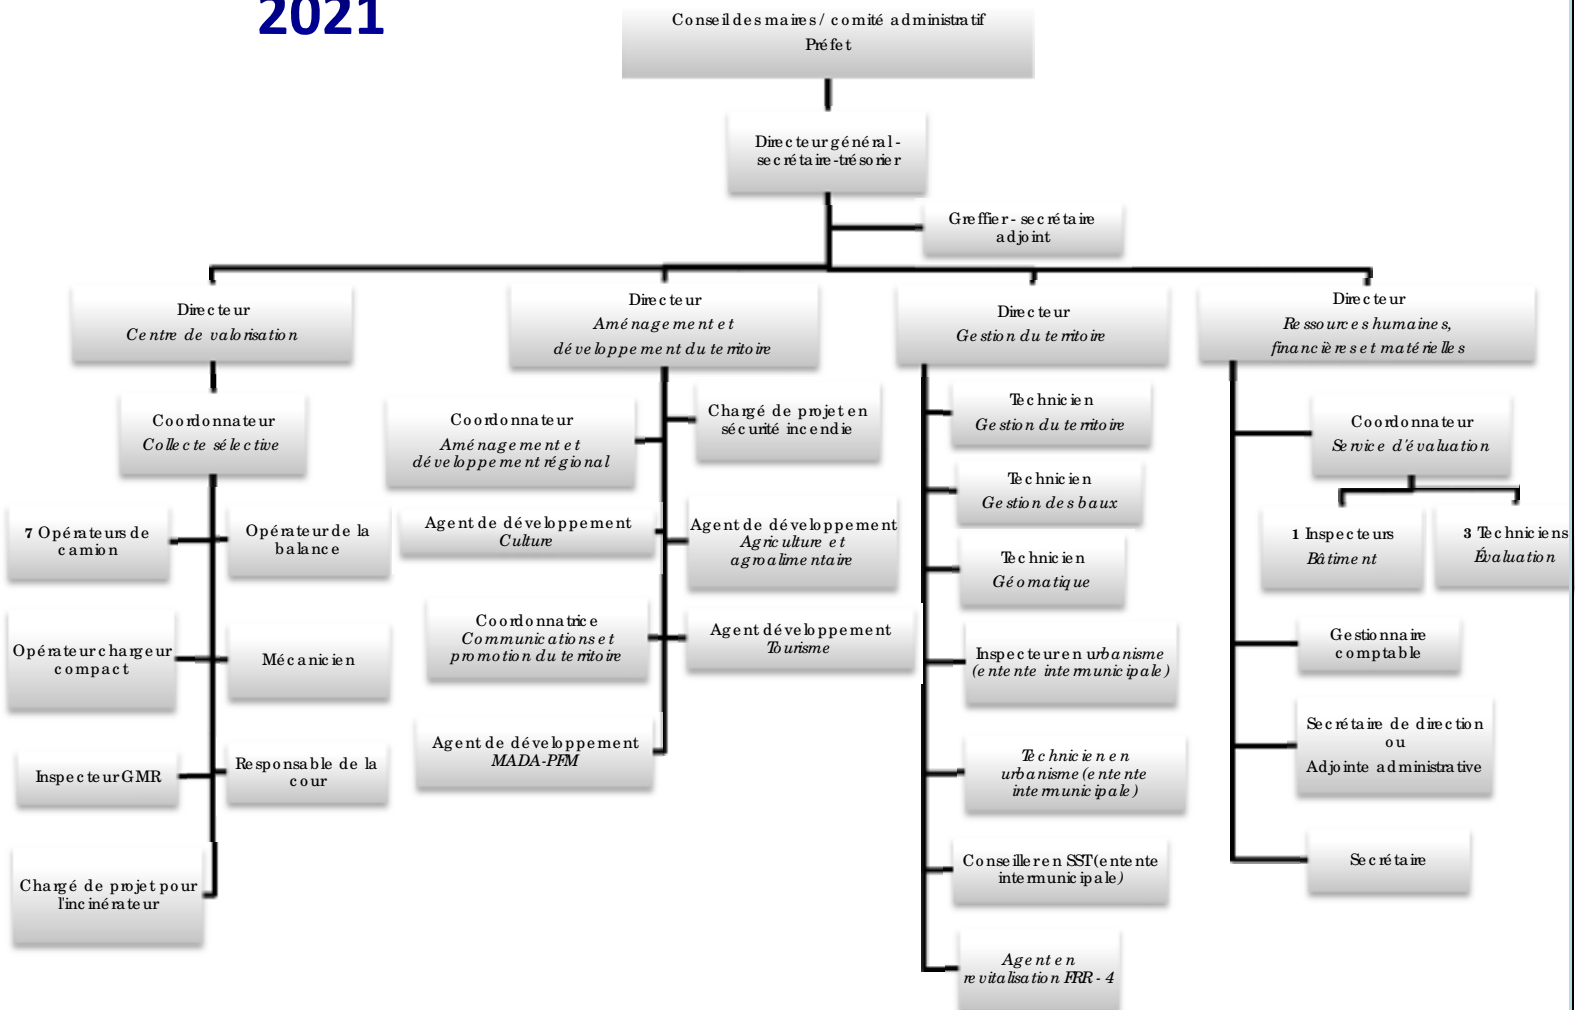 2021
Conseil des maires / comité administratif
Préfet
Directeur général -
secrétaire-trésorier
Greffier - secrétaire
adjoint
Directeur
Centre de valorisation
Directeur
Aménagement et
développement du territoire
Directeur
Gestion du territoire
Directeur
Ressources humaines,
financières et matérielles
Coordonnateur
Collecte sélective
7 Opérateurs de
camion
Opérateur de la
balance
Opérateur chargeur
compact
Mécanicien
Inspecteur GMR
Responsable de la
cour
Chargé de projet pour
l'incinérateur
Coordonnateur
Aménagement et
développement régional
Chargé de projet en
sécurité incendie
Agent de développement
Culture
Agent de développement
Agriculture et
agroalimentaire
Coordonnatrice
Communications et
promotion du territoire
Agent développement
Tourisme
Agent de développement
MADA-PFM
Technicien
Gestion du territoire
Technicien
Gestion des baux
Technicien
Géomatique
Inspecteur en urbanisme
(entente intermunicipale)
Technicien en
urbanisme (entente
intermunicipale)
Conseiller en SST (entente
intermunicipale)
Agent en
revitalisation FRR - 4
Coordonnateur
Service d'évaluation
1 Inspecteurs
Bâtiment
3 Techniciens
Évaluation
Gestionnaire
comptable
Secrétaire de direction
ou
Adjointe administrative
Secrétaire